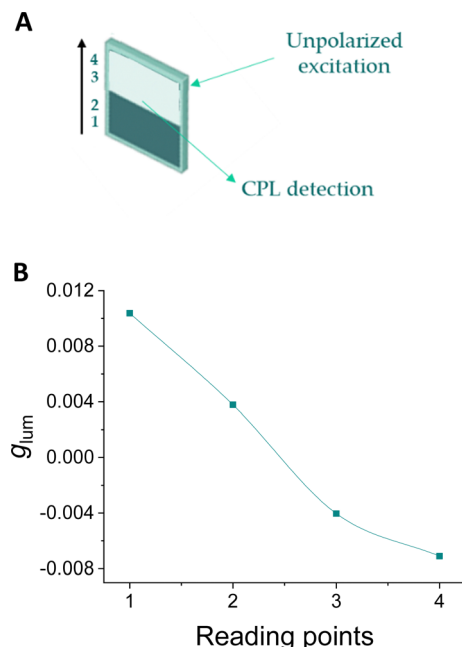 A
Unpolarized
excitation
4
3
2
1
CPL detection
B
0.012
0.008
0.004
0.000
-0.004
-0.008
glum
1 2 3 4
Reading points